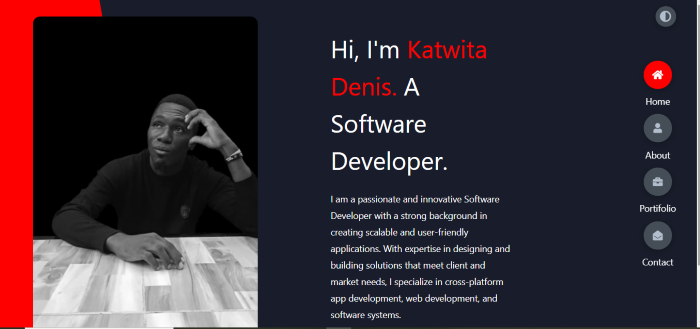 Hi, I'm Katwita
Denis. A
Software
Developer.
I am a passionate and innovative Software
Developer with a strong background in
creating scalable and user-friendly
applications. With expertise in designing and
building solutions that meet client and
market needs, I specialize in cross-platform
app development, web development, and
software systems.
Home
About
Portifolio
Contact